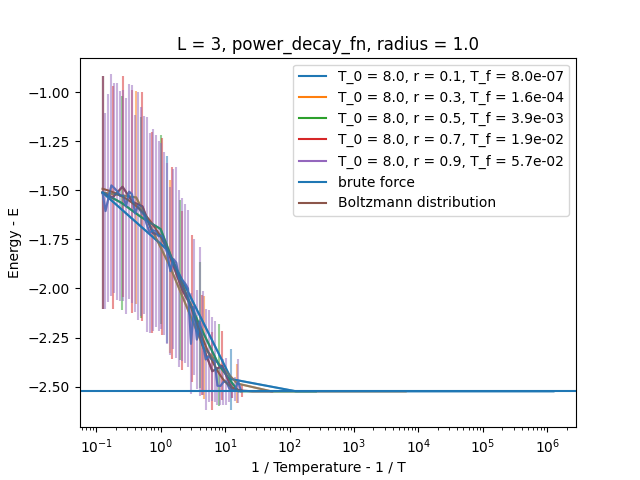 L = 3, power_decay_fn, radius = 1.0
T_0 = 8.0, r = 0.1, T_f = 8.0e-07
T_0 = 8.0, r = 0.3, T_f = 1.6e-04
T_0 = 8.0, r = 0.5, T_f = 3.9e-03
T_0 = 8.0, r = 0.7, T_f = 1.9e-02
T_0 = 8.0, r = 0.9, T_f = 5.7e-02
brute force
Boltzmann distribution
Energy - E
−1.00
−1.25
−1.50
−1.75
−2.00
−2.25
−2.50
10⁻¹ 10⁰ 10¹ 10² 10³ 10⁴ 10⁵ 10⁶
1 / Temperature - 1 / T